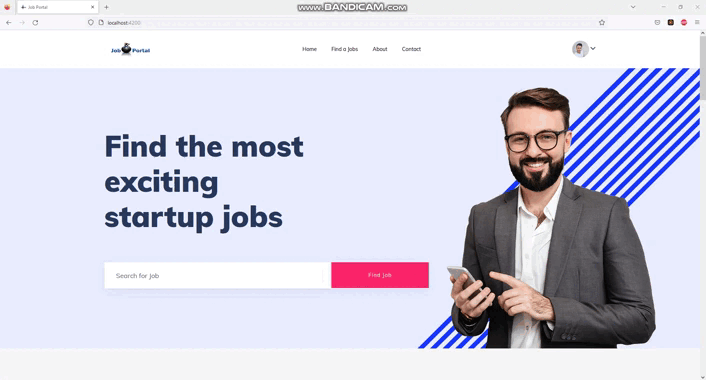 www.BANDICAM.com
Job Portal
localhost:4200
Job Portal
Home
Find a Jobs
About
Contact
Find the most
exciting
startup jobs
Search for Job
Find Job